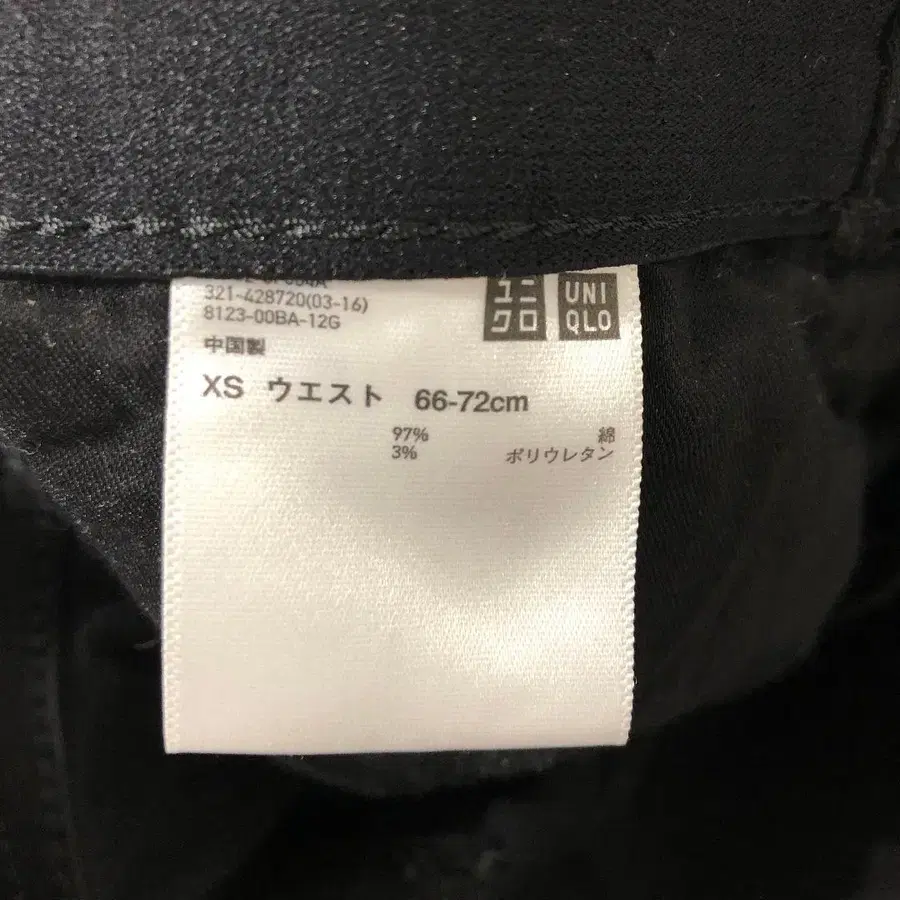 321-428720(03-16)
8123-00BA-12G
ユニクロ
UNIQLO
中国製
XS ウエスト 66-72cm
97% 綿
3% ポリウレタン